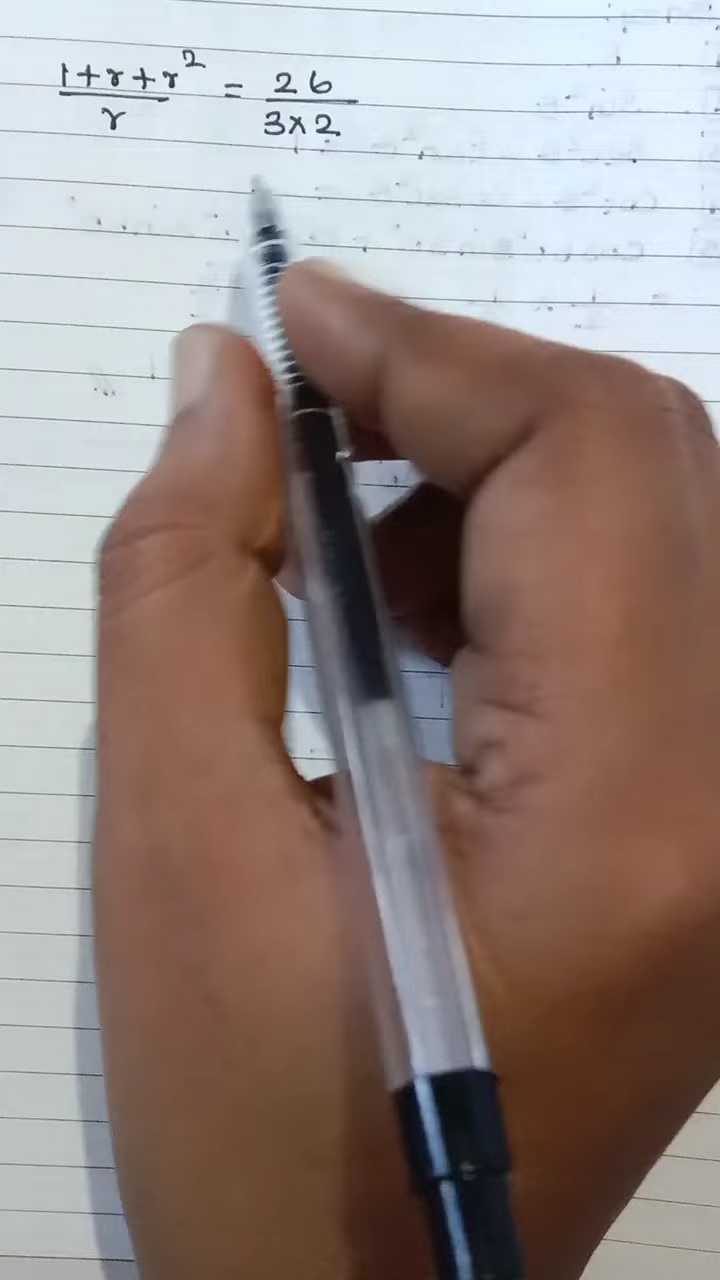 1+r+r² = 26
r 3×2